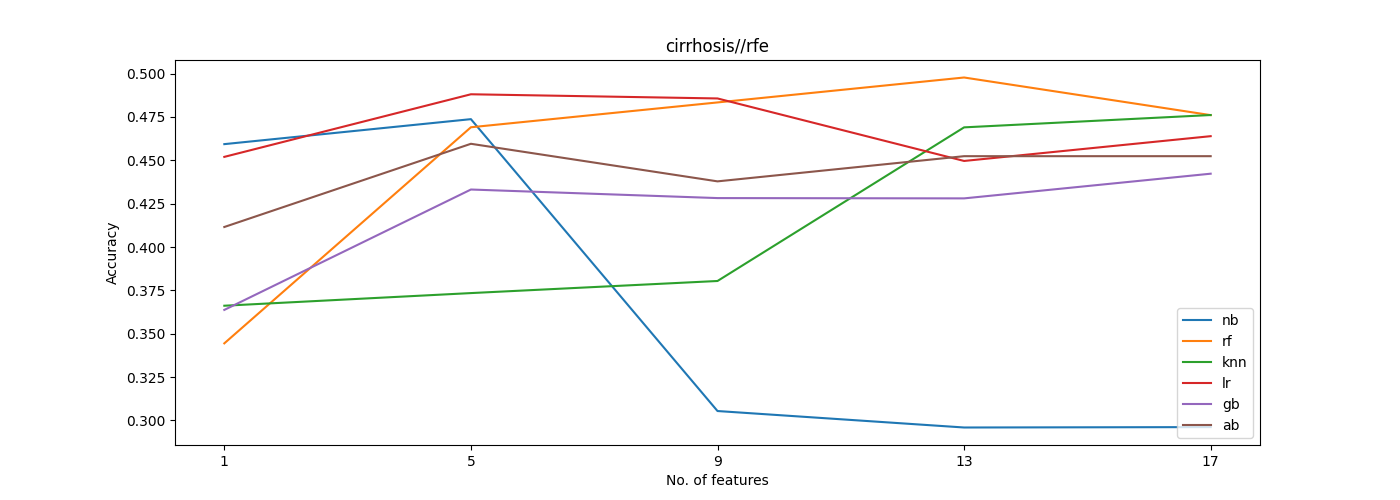 cirrhosis//rfe
Accuracy
0.500
0.475
0.450
0.425
0.400
0.375
0.350
0.325
0.300
1 5 9 13 17
No. of features
nb
rf
knn
lr
gb
ab